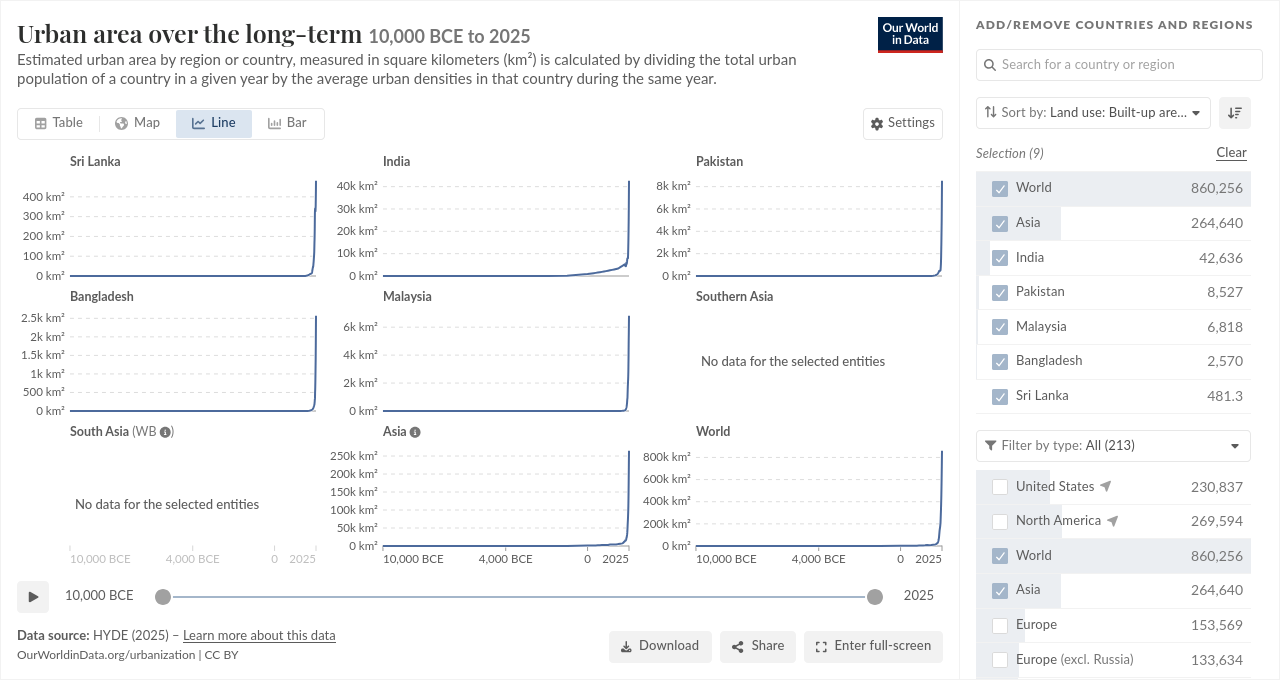 Urban area over the long-term 10,000 BCE to 2025
Estimated urban area by region or country, measured in square kilometers (km²) is calculated by dividing the total urban
population of a country in a given year by the average urban densities in that country during the same year.
Our World
in Data
Table
Map
Line
Bar
Settings
Sri Lanka
400 km²
300 km²
200 km²
100 km²
0 km²
India
40k km²
30k km²
20k km²
10k km²
0 km²
Pakistan
8k km²
6k km²
4k km²
2k km²
0 km²
Bangladesh
2.5k km²
2k km²
1.5k km²
1k km²
500 km²
0 km²
Malaysia
6k km²
4k km²
2k km²
0 km²
Southern Asia
No data for the selected entities
South Asia (WB)
No data for the selected entities
10,000 BCE
4,000 BCE
0
2025
Asia
250k km²
200k km²
150k km²
100k km²
50k km²
0 km²
10,000 BCE
4,000 BCE
0
2025
World
800k km²
600k km²
400k km²
200k km²
0 km²
10,000 BCE
4,000 BCE
0
2025
10,000 BCE
2025
Data source: HYDE (2025) – Learn more about this data
OurWorldinData.org/urbanization | CC BY
Download
Share
Enter full-screen
ADD/REMOVE COUNTRIES AND REGIONS
Search for a country or region
Sort by: Land use: Built-up are...
Selection (9)
Clear
World 860,256
Asia 264,640
India 42,636
Pakistan 8,527
Malaysia 6,818
Bangladesh 2,570
Sri Lanka 481.3
Filter by type: All (213)
United States 230,837
North America 269,594
World 860,256
Asia 264,640
Europe 153,569
Europe (excl. Russia) 133,634